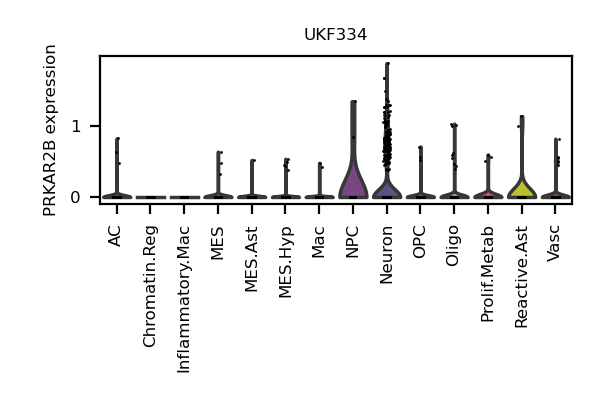 UKF334
PRKAR2B expression
1
0
AC
Chromatin.Reg
Inflammatory.Mac
MES
MES.Ast
MES.Hyp
Mac
NPC
Neuron
OPC
Oligo
Prolif.Metab
Reactive.Ast
Vasc